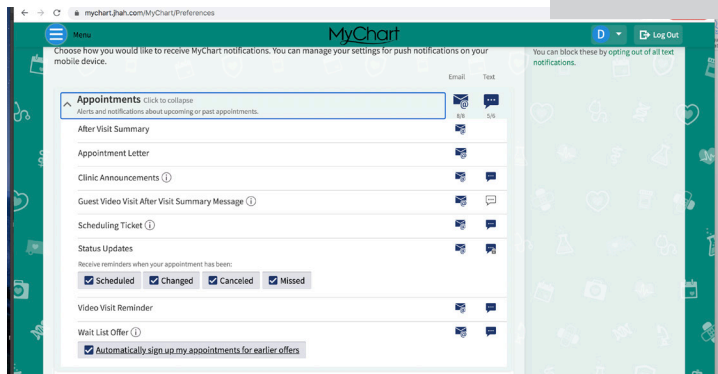 mychart.jhah.com/MyChart/Preferences
Menu
MyChart
D
Log Out
Choose how you would like to receive MyChart notifications. You can manage your settings for push notifications on your
mobile device.
You can block these by opting out of all text
notifications.
Email Text
Appointments Click to collapse
Alerts and notifications about upcoming or past appointments.
8/8 5/6
After Visit Summary
Appointment Letter
Clinic Announcements
Guest Video Visit After Visit Summary Message
Scheduling Ticket
Status Updates
Receive reminders when your appointment has been:
Scheduled Changed Canceled Missed
Video Visit Reminder
Wait List Offer
Automatically sign up my appointments for earlier offers